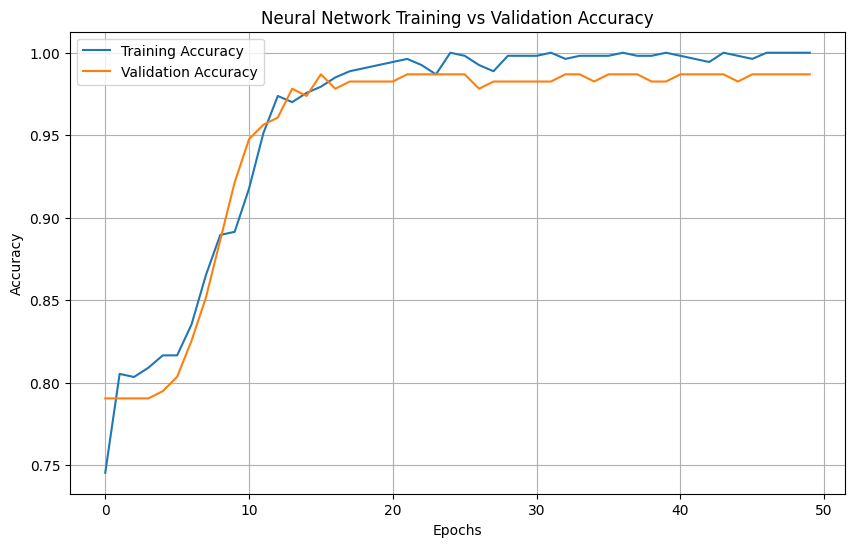 Neural Network Training vs Validation Accuracy
Training Accuracy
Validation Accuracy
1.00
0.95
0.90
0.85
0.80
0.75
Accuracy
0 10 20 30 40 50
Epochs